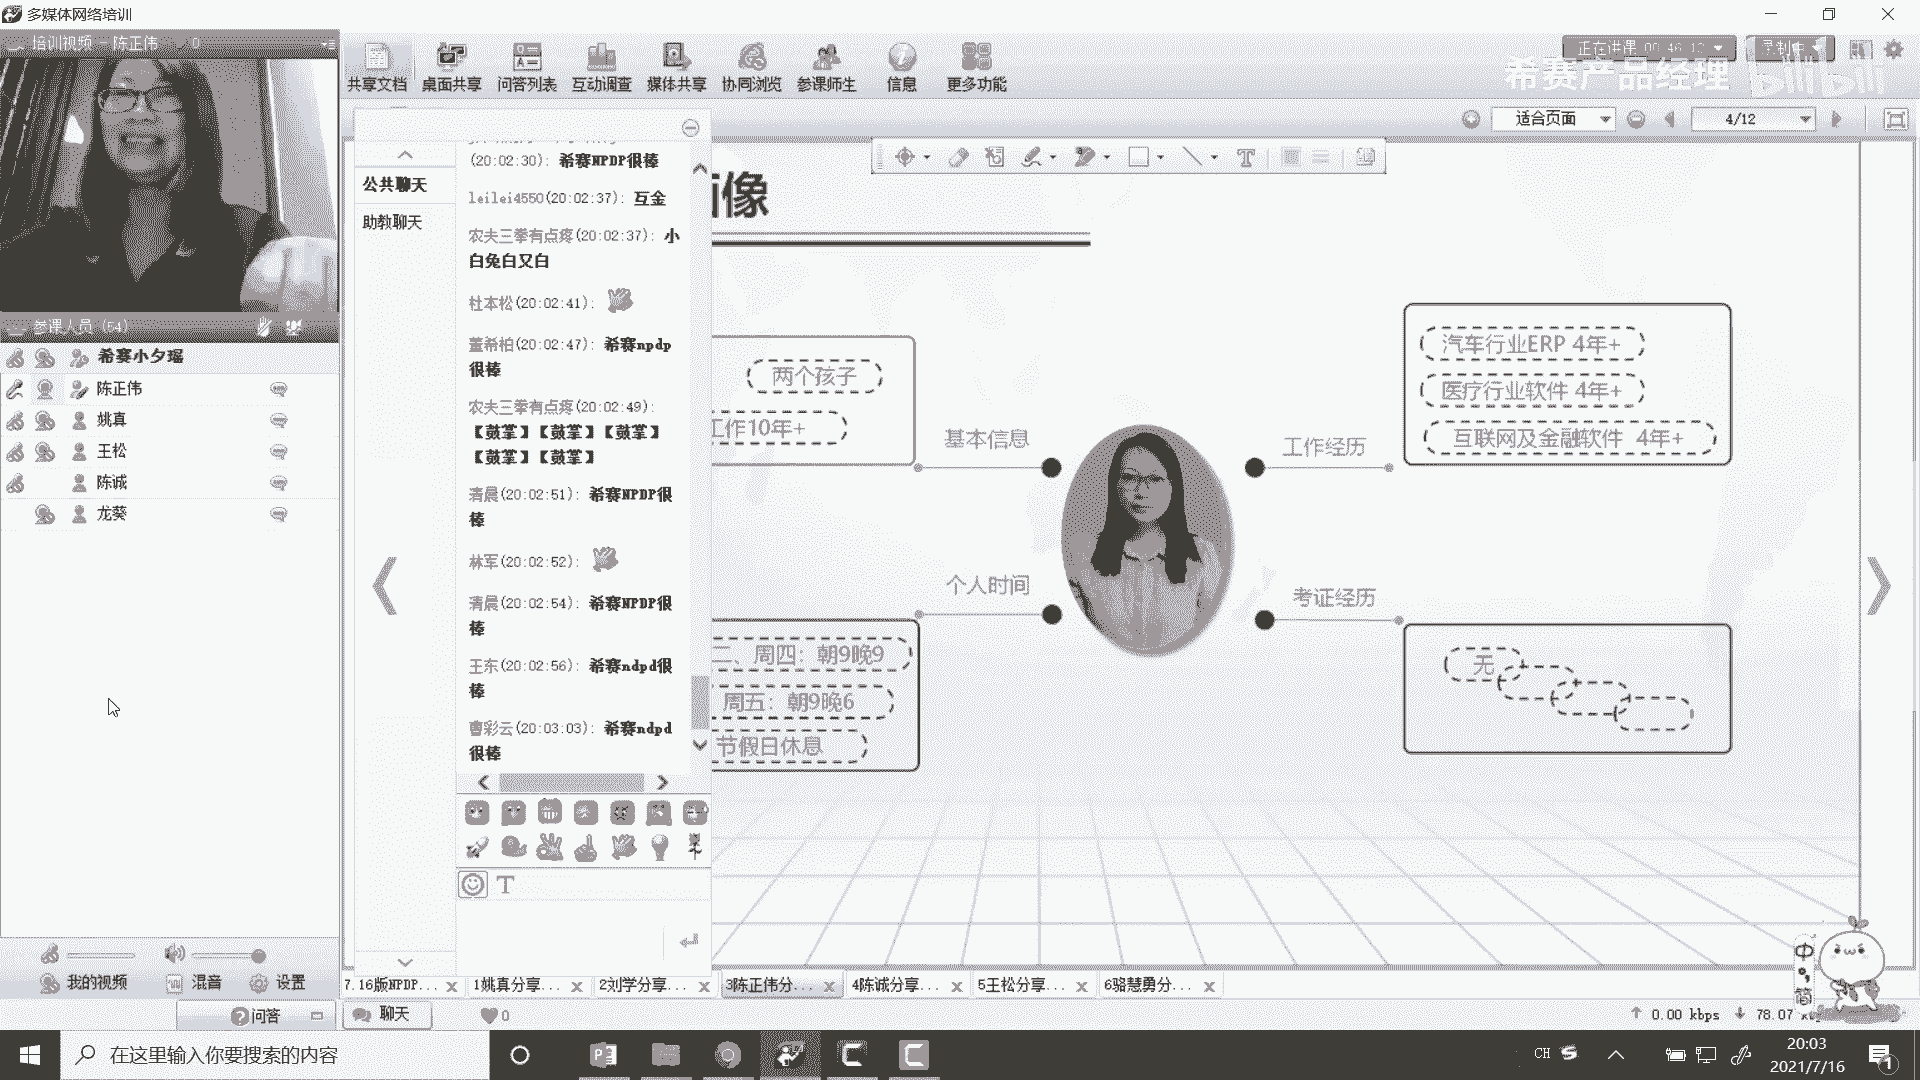 多媒体网络培训
培训视频 - 陈正伟
0
共享文档
桌面共享
问答列表
互动调查
媒体共享
协同浏览
参课师生
信息
更多功能
正在讲课 00:46:12
录制中
希赛产品经理
bilibili
适合页面
4/12
公共聊天
助教聊天
(20:02:30): 希赛NPDP很棒
leilei4550(20:02:37): 互金
农夫三拳有点疼(20:02:37): 小
白兔白又白
杜本松(20:02:41):
董希柏(20:02:47): 希赛npdp
很棒
农夫三拳有点疼(20:02:49):
【鼓掌】【鼓掌】【鼓掌】
【鼓掌】【鼓掌】
清晨(20:02:51): 希赛NPDP很
棒
林军(20:02:52):
清晨(20:02:54): 希赛NPDP很
棒
王东(20:02:56): 希赛ndpd很
棒
曹彩云(20:03:03): 希赛ndpd
很棒
参课人员 (54)
希赛小夕瑶
陈正伟
姚真
王松
陈诚
龙葵
像
两个孩子
工作10年+
基本信息
工作经历
汽车行业ERP 4年+
医疗行业软件 4年+
互联网及金融软件 4年+
个人时间
考证经历
二、周四：朝9晚9
周五：朝9晚6
节假日休息
无
我的视频
混音
设置
问答
聊天
0
7.16版NPDP...
1姚真分享...
2刘学分享...
3陈正伟分...
4陈诚分享...
5王松分享...
6骆慧勇分...
0.00 kbps
78.07
中
简
在这里输入你要搜索的内容
CH
20:03
2021/7/16
1